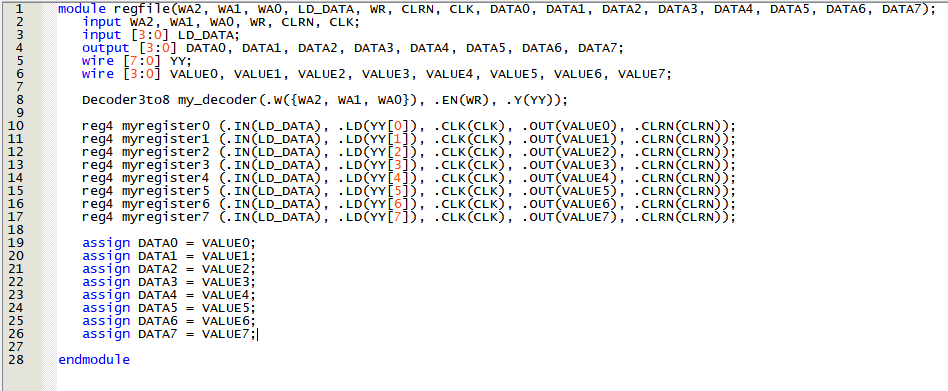 1 module regfile(WA2, WA1, WA0, LD_DATA, WR, CLRN, CLK, DATA0, DATA1, DATA2, DATA3, DATA4, DATA5, DATA6, DATA7);
2 input WA2, WA1, WA0, WR, CLRN, CLK;
3 input [3:0] LD_DATA;
4 output [3:0] DATA0, DATA1, DATA2, DATA3, DATA4, DATA5, DATA6, DATA7;
5 wire [7:0] YY;
6 wire [3:0] VALUE0, VALUE1, VALUE2, VALUE3, VALUE4, VALUE5, VALUE6, VALUE7;
7
8 Decoder3to8 my_decoder(.W({WA2, WA1, WA0}), .EN(WR), .Y(YY));
9
10 reg4 myregister0 (.IN(LD_DATA), .LD(YY[0]), .CLK(CLK), .OUT(VALUE0), .CLRN(CLRN));
11 reg4 myregister1 (.IN(LD_DATA), .LD(YY[1]), .CLK(CLK), .OUT(VALUE1), .CLRN(CLRN));
12 reg4 myregister2 (.IN(LD_DATA), .LD(YY[2]), .CLK(CLK), .OUT(VALUE2), .CLRN(CLRN));
13 reg4 myregister3 (.IN(LD_DATA), .LD(YY[3]), .CLK(CLK), .OUT(VALUE3), .CLRN(CLRN));
14 reg4 myregister4 (.IN(LD_DATA), .LD(YY[4]), .CLK(CLK), .OUT(VALUE4), .CLRN(CLRN));
15 reg4 myregister5 (.IN(LD_DATA), .LD(YY[5]), .CLK(CLK), .OUT(VALUE5), .CLRN(CLRN));
16 reg4 myregister6 (.IN(LD_DATA), .LD(YY[6]), .CLK(CLK), .OUT(VALUE6), .CLRN(CLRN));
17 reg4 myregister7 (.IN(LD_DATA), .LD(YY[7]), .CLK(CLK), .OUT(VALUE7), .CLRN(CLRN));
18
19 assign DATA0 = VALUE0;
20 assign DATA1 = VALUE1;
21 assign DATA2 = VALUE2;
22 assign DATA3 = VALUE3;
23 assign DATA4 = VALUE4;
24 assign DATA5 = VALUE5;
25 assign DATA6 = VALUE6;
26 assign DATA7 = VALUE7;
27
28 endmodule